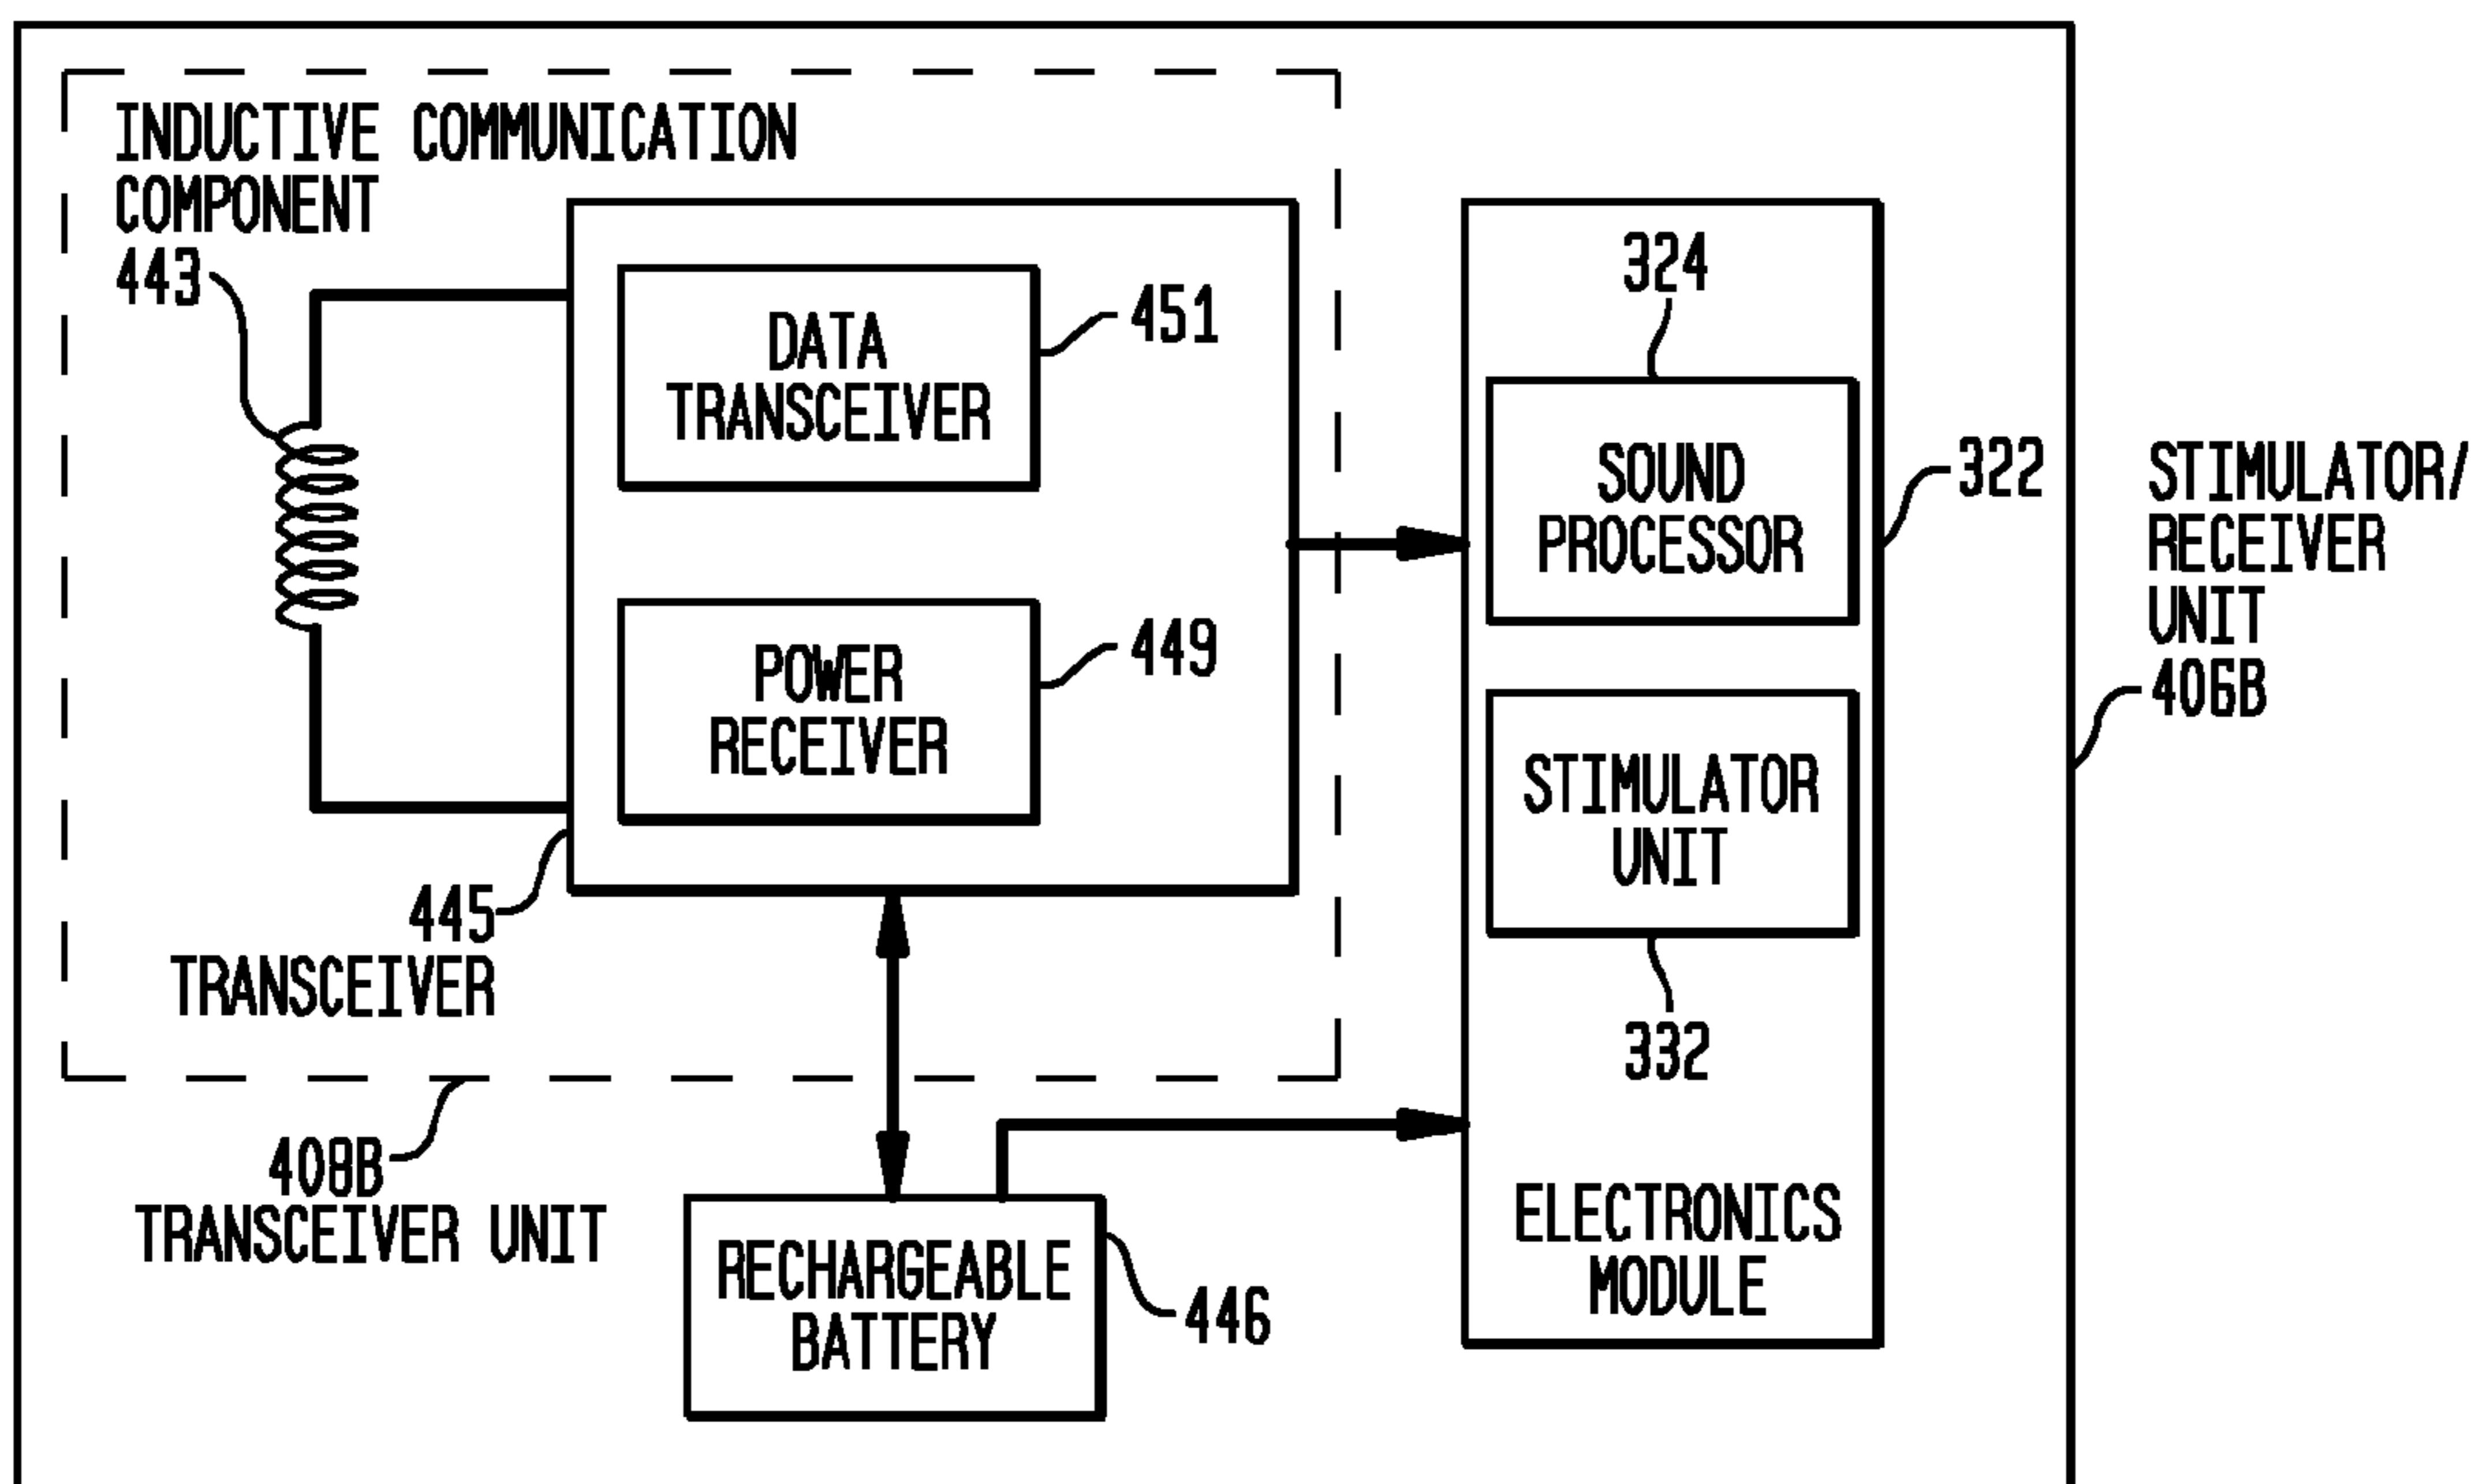 INDUCTIVE COMMUNICATION
COMPONENT
443
DATA
TRANSCEIVER
451
POWER
RECEIVER
449
445
TRANSCEIVER
408B
TRANSCEIVER UNIT
RECHARGEABLE
BATTERY
446
324
SOUND
PROCESSOR
322
STIMULATOR
UNIT
332
ELECTRONICS
MODULE
STIMULATOR/
RECEIVER
UNIT
406B